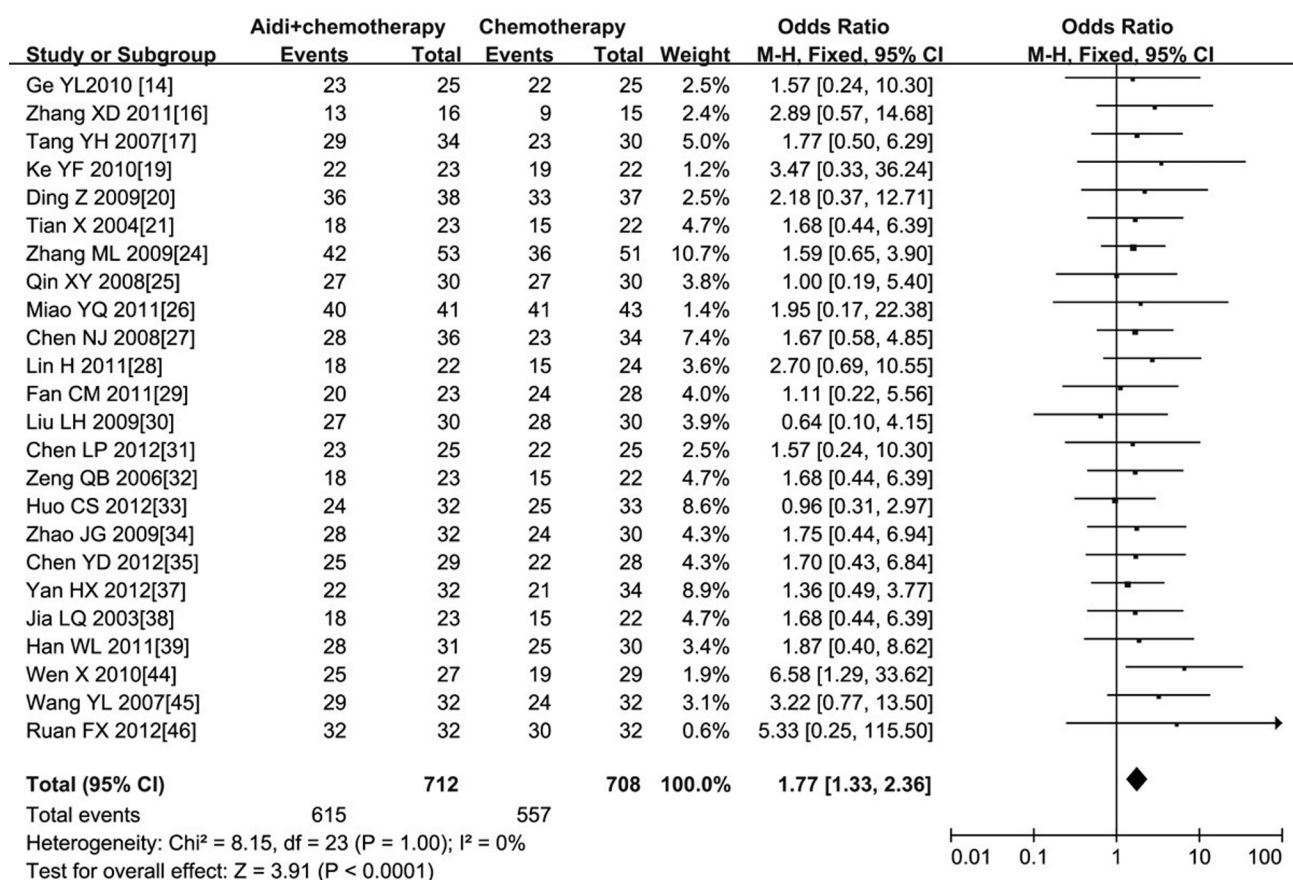 Aidi+chemotherapy Chemotherapy Odds Ratio Odds Ratio
Study or Subgroup Events Total Events Total Weight M-H, Fixed, 95% CI M-H, Fixed, 95% CI
Ge YL2010 [14] 23 25 22 25 2.5% 1.57 [0.24, 10.30]
Zhang XD 2011[16] 13 16 9 15 2.4% 2.89 [0.57, 14.68]
Tang YH 2007[17] 29 34 23 30 5.0% 1.77 [0.50, 6.29]
Ke YF 2010[19] 22 23 19 22 1.2% 3.47 [0.33, 36.24]
Ding Z 2009[20] 36 38 33 37 2.5% 2.18 [0.37, 12.71]
Tian X 2004[21] 18 23 15 22 4.7% 1.68 [0.44, 6.39]
Zhang ML 2009[24] 42 53 36 51 10.7% 1.59 [0.65, 3.90]
Qin XY 2008[25] 27 30 27 30 3.8% 1.00 [0.19, 5.40]
Miao YQ 2011[26] 40 41 41 43 1.4% 1.95 [0.17, 22.38]
Chen NJ 2008[27] 28 36 23 34 7.4% 1.67 [0.58, 4.85]
Lin H 2011[28] 18 22 15 24 3.6% 2.70 [0.69, 10.55]
Fan CM 2011[29] 20 23 24 28 4.0% 1.11 [0.22, 5.56]
Liu LH 2009[30] 27 30 28 30 3.9% 0.64 [0.10, 4.15]
Chen LP 2012[31] 23 25 22 25 2.5% 1.57 [0.24, 10.30]
Zeng QB 2006[32] 18 23 15 22 4.7% 1.68 [0.44, 6.39]
Huo CS 2012[33] 24 32 25 33 8.6% 0.96 [0.31, 2.97]
Zhao JG 2009[34] 28 32 24 30 4.3% 1.75 [0.44, 6.94]
Chen YD 2012[35] 25 29 22 28 4.3% 1.70 [0.43, 6.84]
Yan HX 2012[37] 22 32 21 34 8.9% 1.36 [0.49, 3.77]
Jia LQ 2003[38] 18 23 15 22 4.7% 1.68 [0.44, 6.39]
Han WL 2011[39] 28 31 25 30 3.4% 1.87 [0.40, 8.62]
Wen X 2010[44] 25 27 19 29 1.9% 6.58 [1.29, 33.62]
Wang YL 2007[45] 29 32 24 32 3.1% 3.22 [0.77, 13.50]
Ruan FX 2012[46] 32 32 30 32 0.6% 5.33 [0.25, 115.50]
Total (95% CI) 712 708 100.0% 1.77 [1.33, 2.36]
Total events 615 557
Heterogeneity: Chi² = 8.15, df = 23 (P = 1.00); I² = 0%
Test for overall effect: Z = 3.91 (P < 0.0001)
0.01 0.1 1 10 100